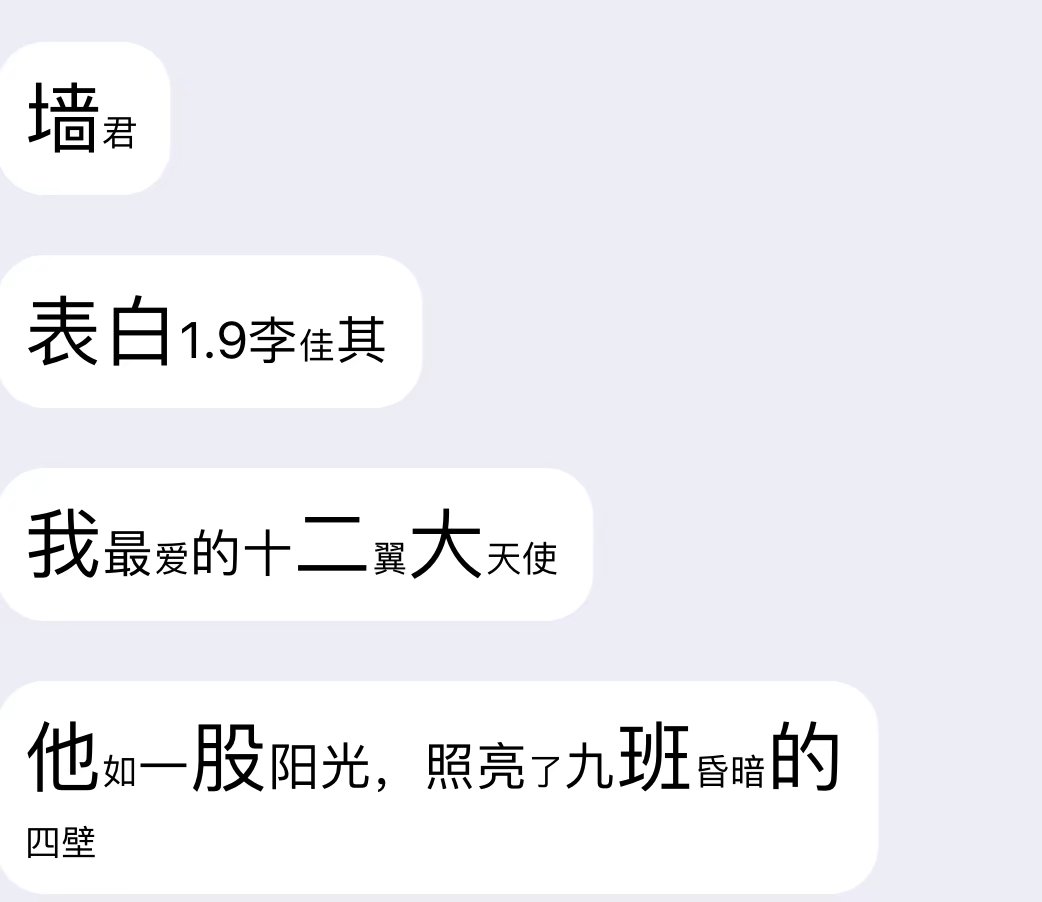 墙君
表白1.9李佳其
我最爱的十二翼大天使
他如一股阳光，照亮了九班昏暗的
四壁